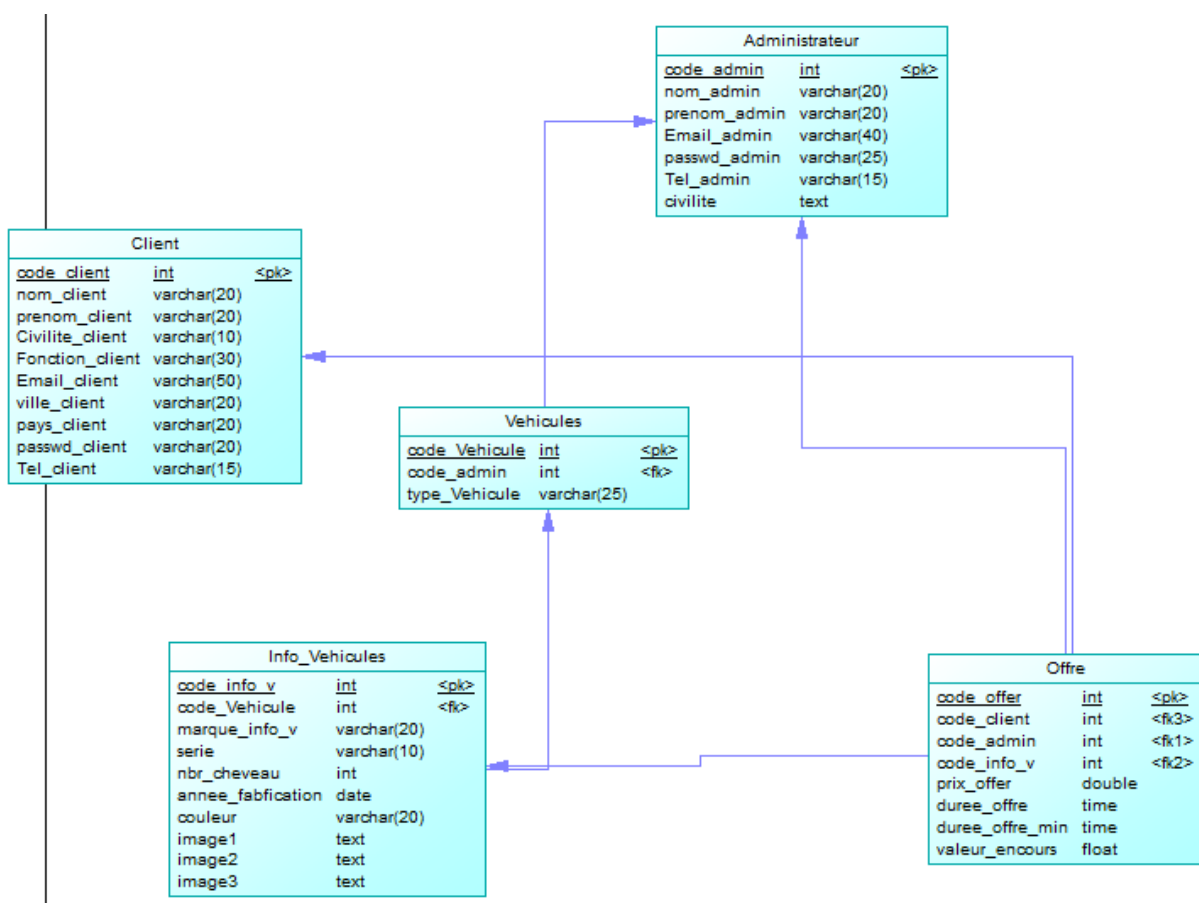 Administrateur
code_admin int <pk>
nom_admin varchar(20)
prenom_admin varchar(20)
Email_admin varchar(40)
passwd_admin varchar(25)
Tel_admin varchar(15)
civilite text
Client
code_client int <pk>
nom_client varchar(20)
prenom_client varchar(20)
Civilite_client varchar(10)
Fonction_client varchar(30)
Email_client varchar(50)
ville_client varchar(20)
pays_client varchar(20)
passwd_client varchar(20)
Tel_client varchar(15)
Vehicules
code_Vehicule int <pk>
code_admin int <fk>
type_Vehicule varchar(25)
Info_Vehicules
code_info_v int <pk>
code_Vehicule int <fk>
marque_info_v varchar(20)
serie varchar(10)
nbr_cheveau int
annee_fabfication date
couleur varchar(20)
image1 text
image2 text
image3 text
Offre
code_offer int <pk>
code_client int <fk3>
code_admin int <fk1>
code_info_v int <fk2>
prix_offer double
duree_offre time
duree_offre_min time
valeur_encours float